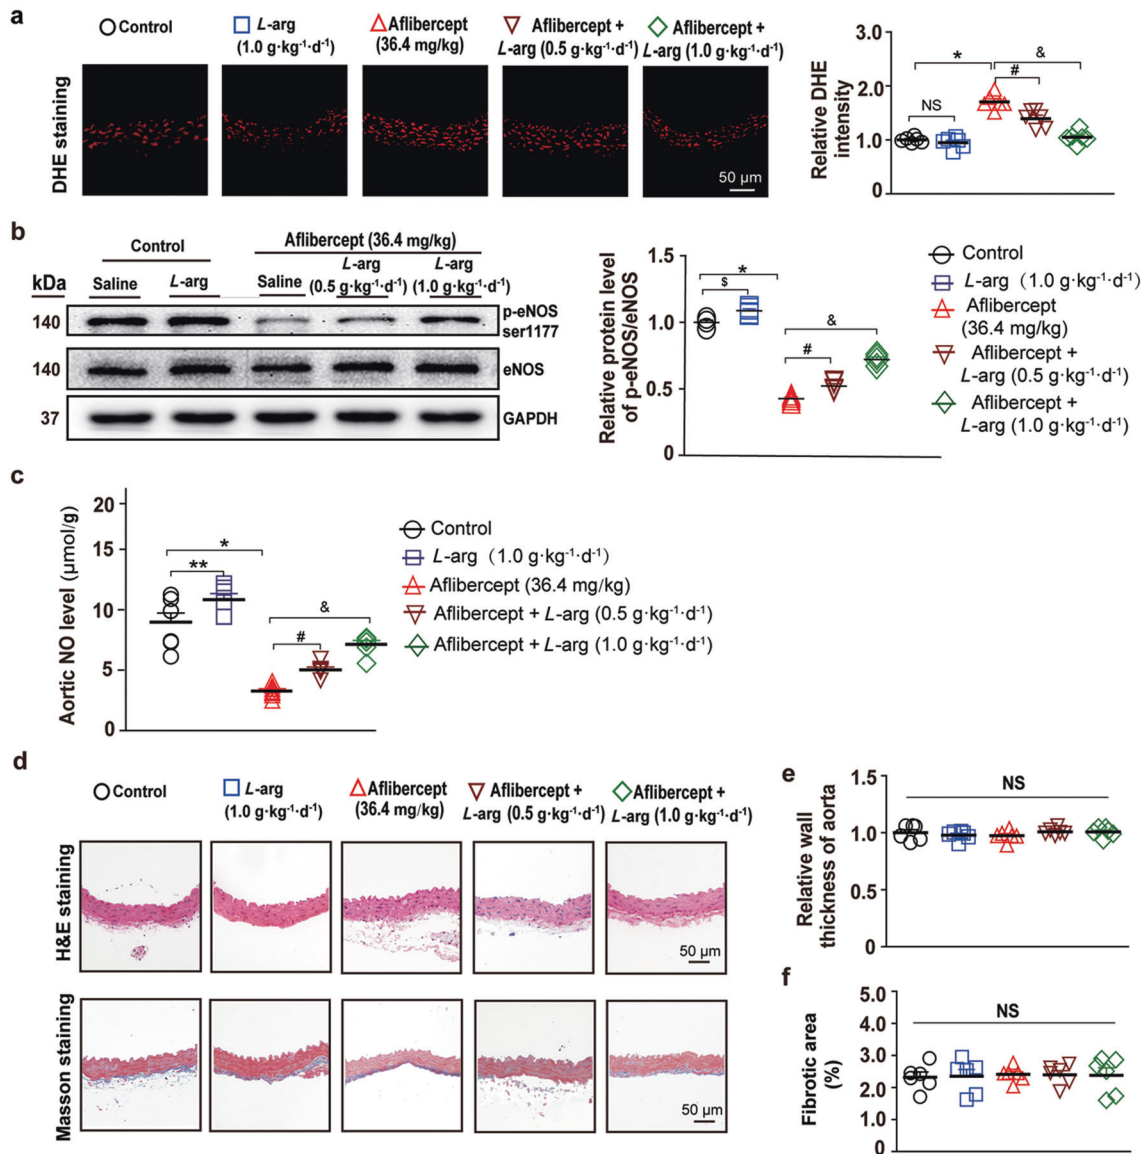 a
Control
L-arg
(1.0 g·kg⁻¹·d⁻¹)
Aflibercept
(36.4 mg/kg)
Aflibercept +
L-arg (0.5 g·kg⁻¹·d⁻¹)
Aflibercept +
L-arg (1.0 g·kg⁻¹·d⁻¹)
DHE staining
50 µm
Relative DHE
intensity
3.0
2.0
1.0
0
NS
*
#
&
b
kDa
Control
Aflibercept (36.4 mg/kg)
Saline
L-arg
Saline
L-arg
(0.5 g·kg⁻¹·d⁻¹)
L-arg
(1.0 g·kg⁻¹·d⁻¹)
140
p-eNOS
ser1177
140
eNOS
37
GAPDH
Relative protein level
of p-eNOS/eNOS
1.5
1.0
0.5
0
*
$
#
&
Control
L-arg (1.0 g·kg⁻¹·d⁻¹)
Aflibercept
(36.4 mg/kg)
Aflibercept +
L-arg (0.5 g·kg⁻¹·d⁻¹)
Aflibercept +
L-arg (1.0 g·kg⁻¹·d⁻¹)
c
Aortic NO level (µmol/g)
20
15
10
5
0
*
**
#
&
Control
L-arg (1.0 g·kg⁻¹·d⁻¹)
Aflibercept (36.4 mg/kg)
Aflibercept + L-arg (0.5 g·kg⁻¹·d⁻¹)
Aflibercept + L-arg (1.0 g·kg⁻¹·d⁻¹)
d
Control
L-arg
(1.0 g·kg⁻¹·d⁻¹)
Aflibercept
(36.4 mg/kg)
Aflibercept +
L-arg (0.5 g·kg⁻¹·d⁻¹)
Aflibercept +
L-arg (1.0 g·kg⁻¹·d⁻¹)
H&E staining
50 µm
Masson staining
50 µm
e
Relative wall
thickness of aorta
1.5
1.0
0.5
0
NS
f
Fibrotic area
(%)
5.0
4.0
3.0
2.0
1.0
0
NS